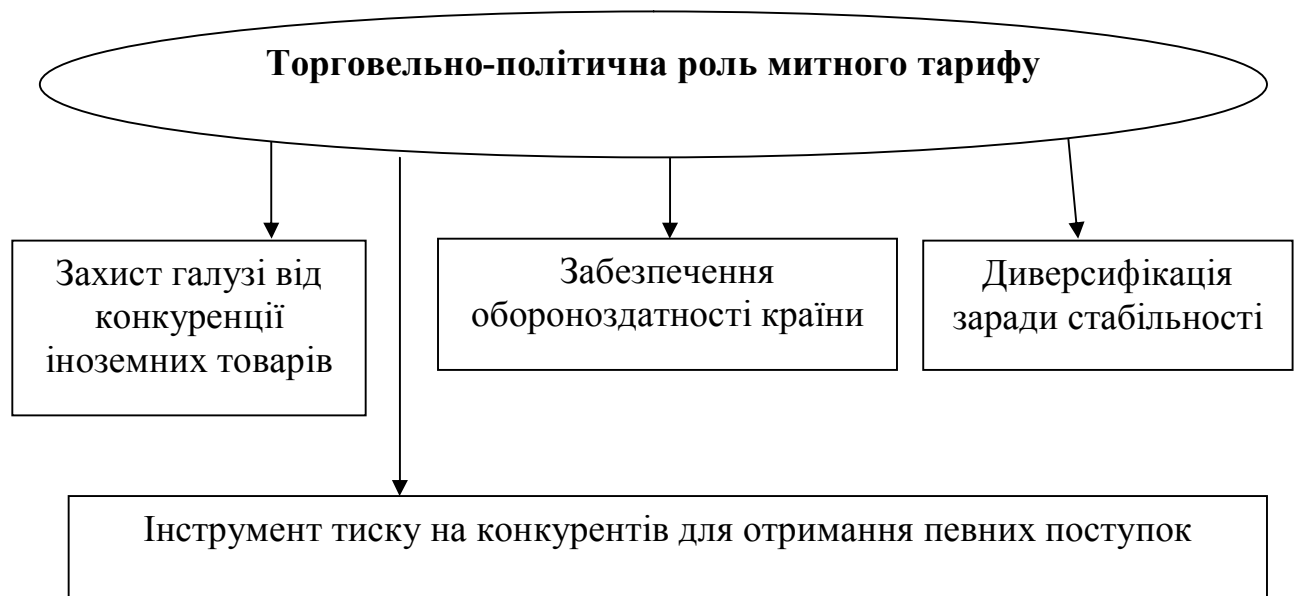 Торговельно-політична роль митного тарифу
Захист галузі від
конкуренції
іноземних товарів
Забезпечення
обороноздатності країни
Диверсифікація
заради стабільності
Інструмент тиску на конкурентів для отримання певних поступок